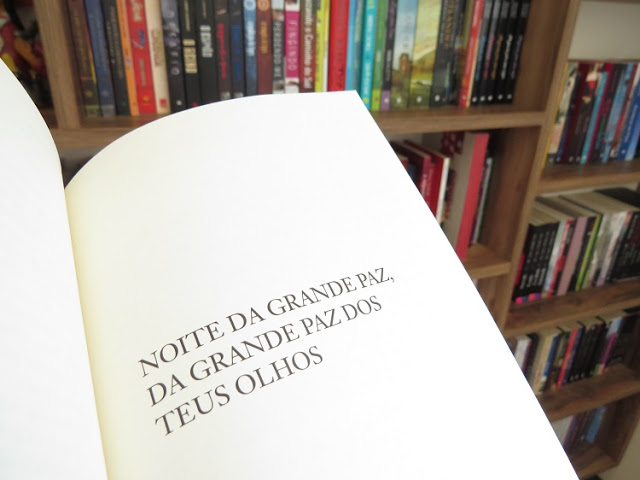 NOITE DA GRANDE PAZ,
DA GRANDE PAZ DOS
TEUS OLHOS